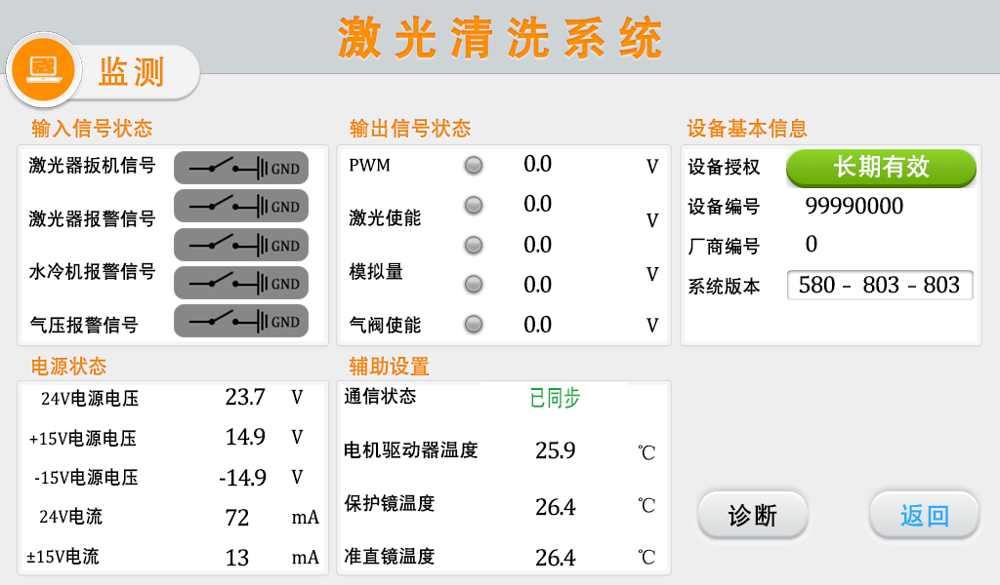 激光清洗系统
监测
输入信号状态
激光器扳机信号 GND
激光器报警信号 GND
GND
水冷机报警信号 GND
气压报警信号 GND
输出信号状态
PWM 0.0 V
激光使能 0.0 V
0.0
模拟量 0.0 V
气阀使能 0.0 V
设备基本信息
设备授权 长期有效
设备编号 99990000
厂商编号 0
系统版本 580 - 803 - 803
电源状态
24V电源电压 23.7 V
+15V电源电压 14.9 V
-15V电源电压 -14.9 V
24V电流 72 mA
±15V电流 13 mA
辅助设置
通信状态 已同步
电机驱动器温度 25.9 ℃
保护镜温度 26.4 ℃
准直镜温度 26.4 ℃
诊断 返回